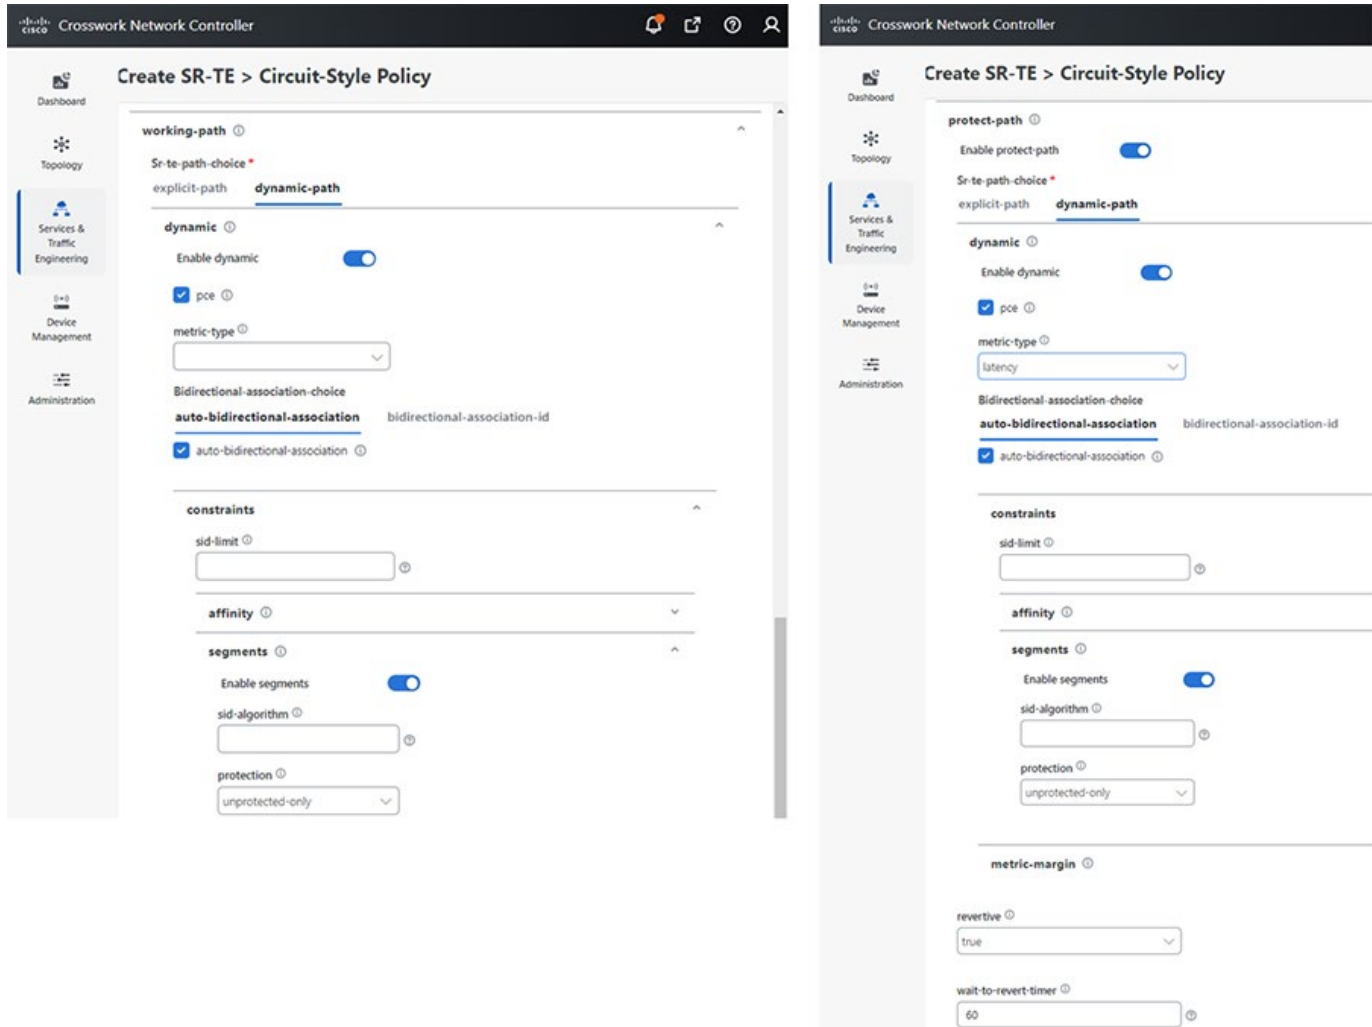 cisco Crosswork Network Controller
Create SR-TE > Circuit-Style Policy
Dashboard
Topology
Services &
Traffic
Engineering
Device
Management
Administration
working-path
Sr-te-path-choice *
explicit-path dynamic-path
dynamic
Enable dynamic
pce
metric-type
Bidirectional-association-choice
auto-bidirectional-association bidirectional-association-id
auto-bidirectional-association
constraints
sid-limit
affinity
segments
Enable segments
sid-algorithm
protection
unprotected-only
cisco Crosswork Network Controller
Create SR-TE > Circuit-Style Policy
Dashboard
Topology
Services &
Traffic
Engineering
Device
Management
Administration
protect-path
Enable protect-path
Sr-te-path-choice *
explicit-path dynamic-path
dynamic
Enable dynamic
pce
metric-type
latency
Bidirectional-association-choice
auto-bidirectional-association bidirectional-association-id
auto-bidirectional-association
constraints
sid-limit
affinity
segments
Enable segments
sid-algorithm
protection
unprotected-only
metric-margin
revertive
true
wait-to-revert-timer
60